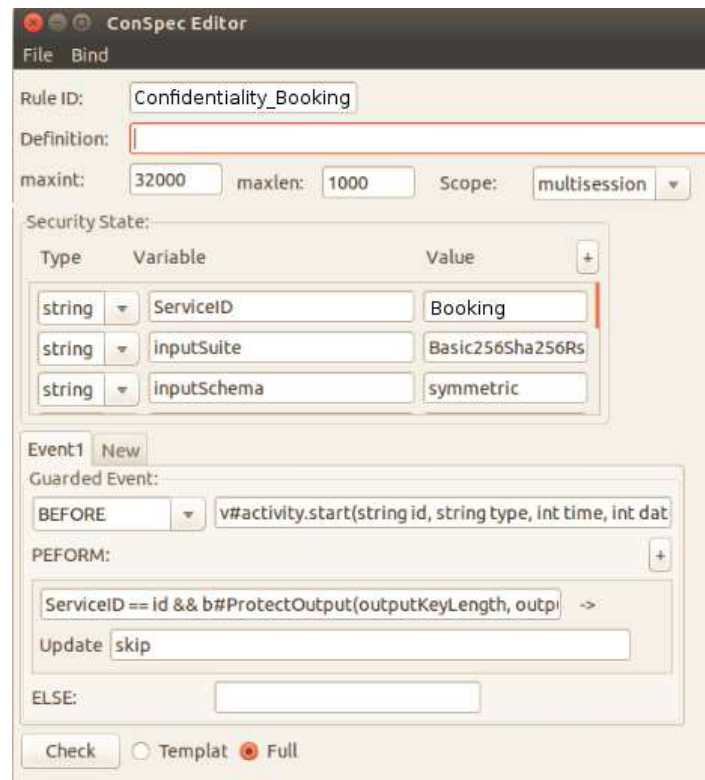 ConSpec Editor
File Bind
Rule ID: Confidentiality_Booking
Definition:
maxint: 32000 maxlen: 1000 Scope: multisession
Security State:
Type Variable Value +
string ServiceID Booking
string inputSuite Basic256Sha256Rs
string inputSchema symmetric
Event1 New
Guarded Event:
BEFORE v#activity.start(string id, string type, int time, int dat
PEFORM: +
ServiceID == id && b#ProtectOutput(outputKeyLength, outpu ->
Update skip
ELSE:
Check Templat Full